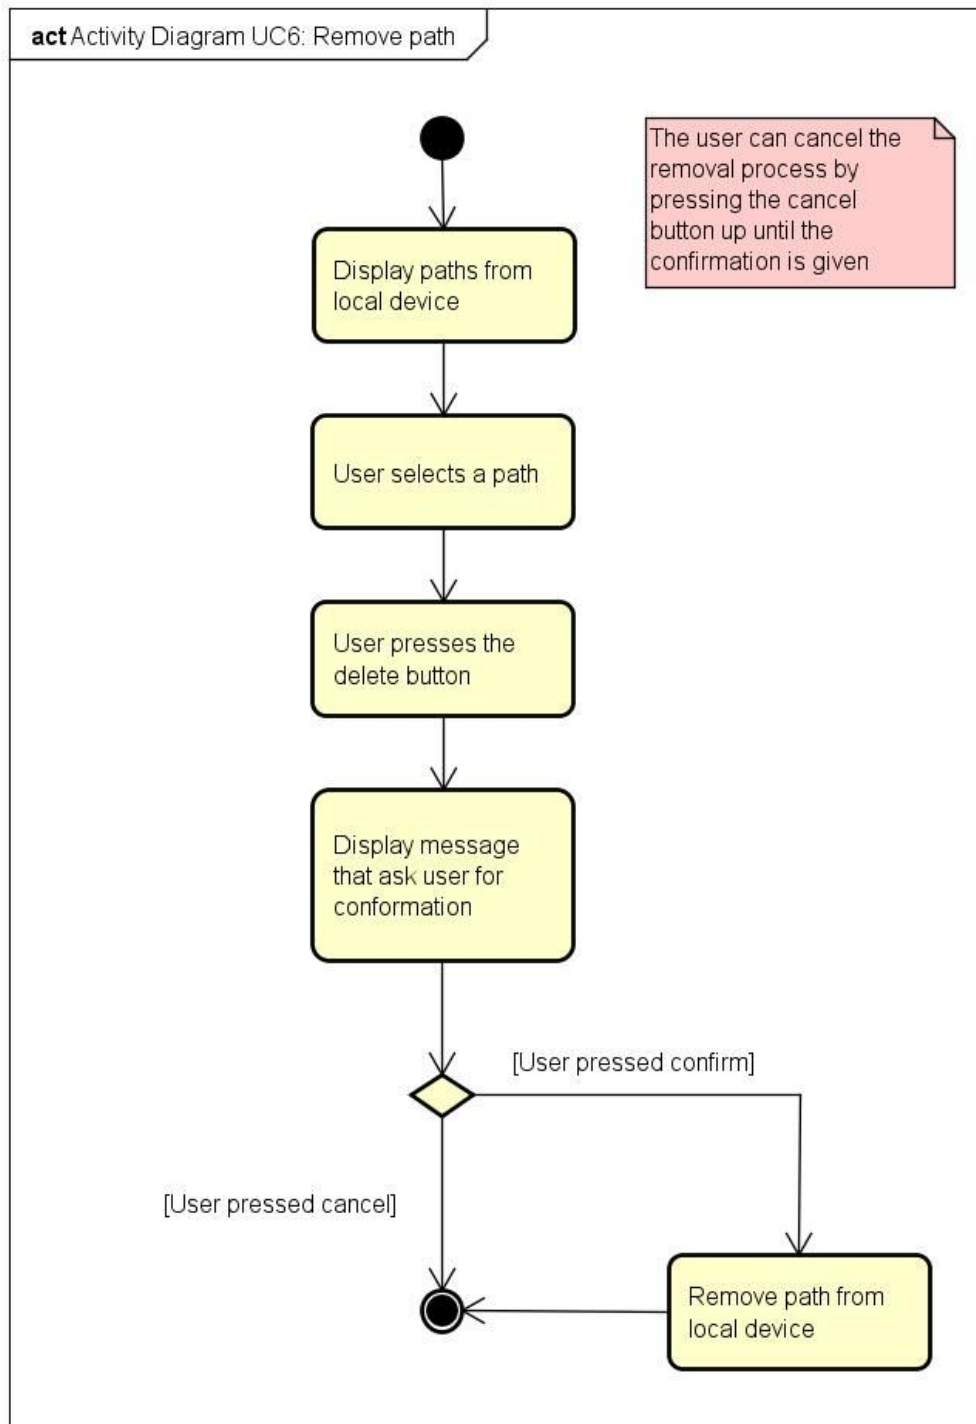 act Activity Diagram UC6: Remove path
The user can cancel the
removal process by
pressing the cancel
button up until the
confirmation is given
Display paths from
local device
User selects a path
User presses the
delete button
Display message
that ask user for
conformation
[User pressed confirm]
[User pressed cancel]
Remove path from
local device